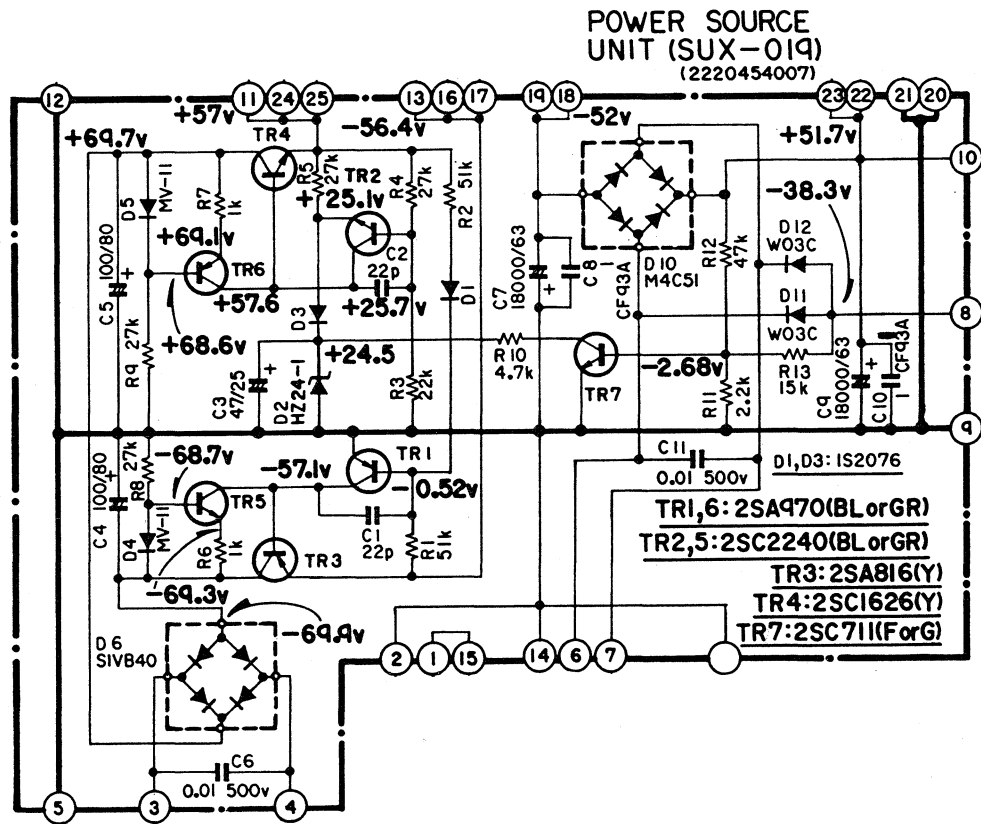 POWER SOURCE
UNIT (SUX-019)
(2220454007)
12
11
24
25
13
16
17
19
18
23
22
21
20
+57v
-56.4v
-52v
+51.7v
+69.7v
TR4
10
D5
MV-11
R7
1k
R5
27k
TR2
R4
27k
R2
51k
-38.3v
+25.1v
C5
100/80
+
+69.1v
TR6
C2
22p
R12
47k
D12
W03C
D10
M4C51
C7
18000/63
+
C8
1
CF93A
+57.6
+25.7v
D1
D11
W03C
8
R9
27k
+68.6v
D3
+24.5
R10
4.7k
TR7
-2.68v
R13
15k
C9
18000/63
+
C10
1
CF93A
C3
47/25
+
D2
HZ24-1
R3
22k
R11
2.2k
9
C4
100/80
+
R8
27k
-68.7v
-57.1v
TR1
C11
0.01 500v
D1,D3:1S2076
TR5
-0.52v
D4
MV-11
R6
1k
TR3
C1
22p
R1
51k
TR1,6:2SA970(BLorGR)
TR2,5:2SC2240(BLorGR)
TR3:2SA816(Y)
TR4:2SC1626(Y)
TR7:2SC711(ForG)
-69.3v
-69.9v
D6
S1VB40
2
1
15
14
6
7
C6
0.01 500v
5
3
4